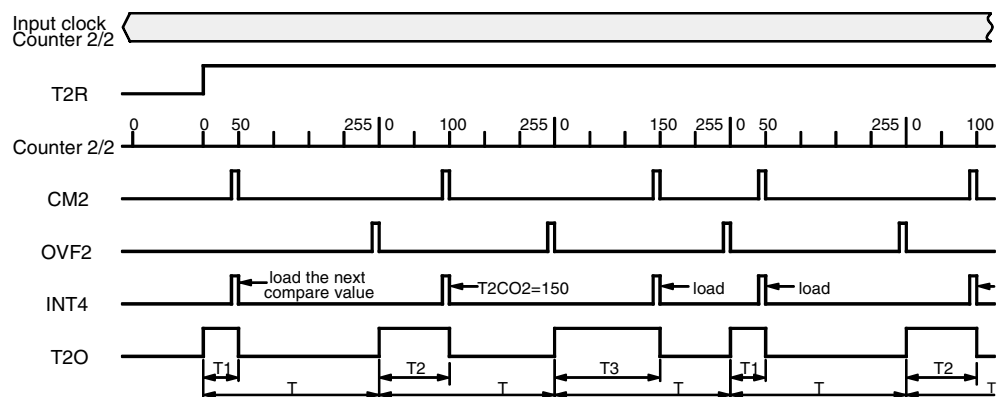 Input clock
Counter 2/2
T2R
0 0 50 255 0 100 255 0 150 255 0 50 255 0 100
Counter 2/2
CM2
OVF2
INT4
load the next
compare value
T2CO2=150
load
load
T2O
T1 T2 T3 T1 T2
T T T T T